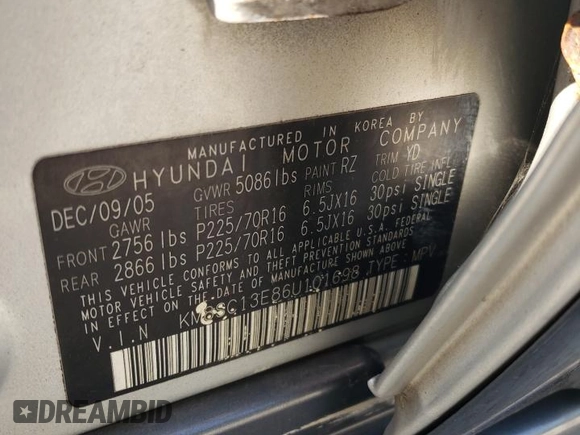 MANUFACTURED IN KOREA BY
HYUNDAI MOTOR COMPANY
DEC/09/05 GVWR 5086 lbs PAINT RZ TRIM YD
GAWR TIRES RIMS COLD TIRE INFL.
FRONT 2756 lbs P225/70R16 6.5JX16 30psi SINGLE
REAR 2866 lbs P225/70R16 6.5JX16 30psi SINGLE
THIS VEHICLE CONFORMS TO ALL APPLICABLE U.S.A. FEDERAL
MOTOR VEHICLE SAFETY AND THEFT PREVENTION STANDARDS
IN EFFECT ON THE DATE OF MANUFACTURE SHOWN ABOVE.
V.I.N TYPE : MPV
DREAMBID